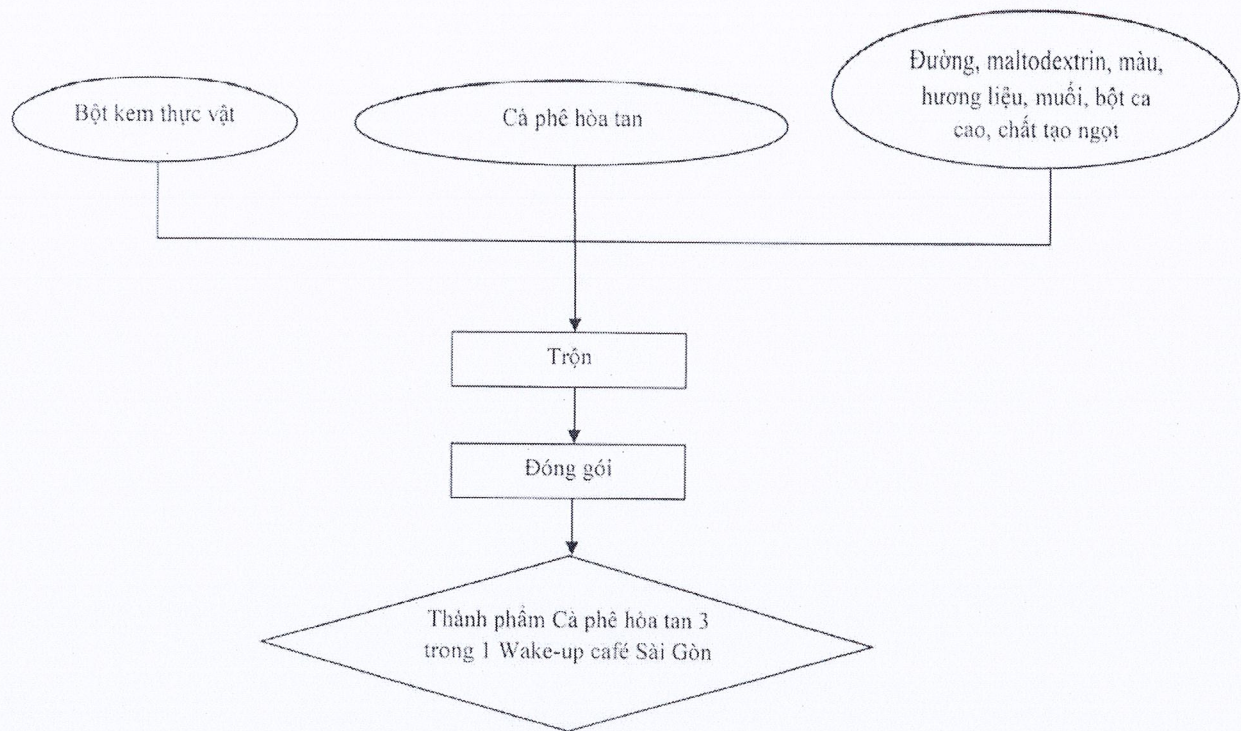 Bột kem thực vật
Cà phê hòa tan
Đường, maltodextrin, màu,
hương liệu, muối, bột ca
cao, chất tạo ngọt
Trộn
Đóng gói
Thành phẩm Cà phê hòa tan 3
trong 1 Wake-up café Sài Gòn